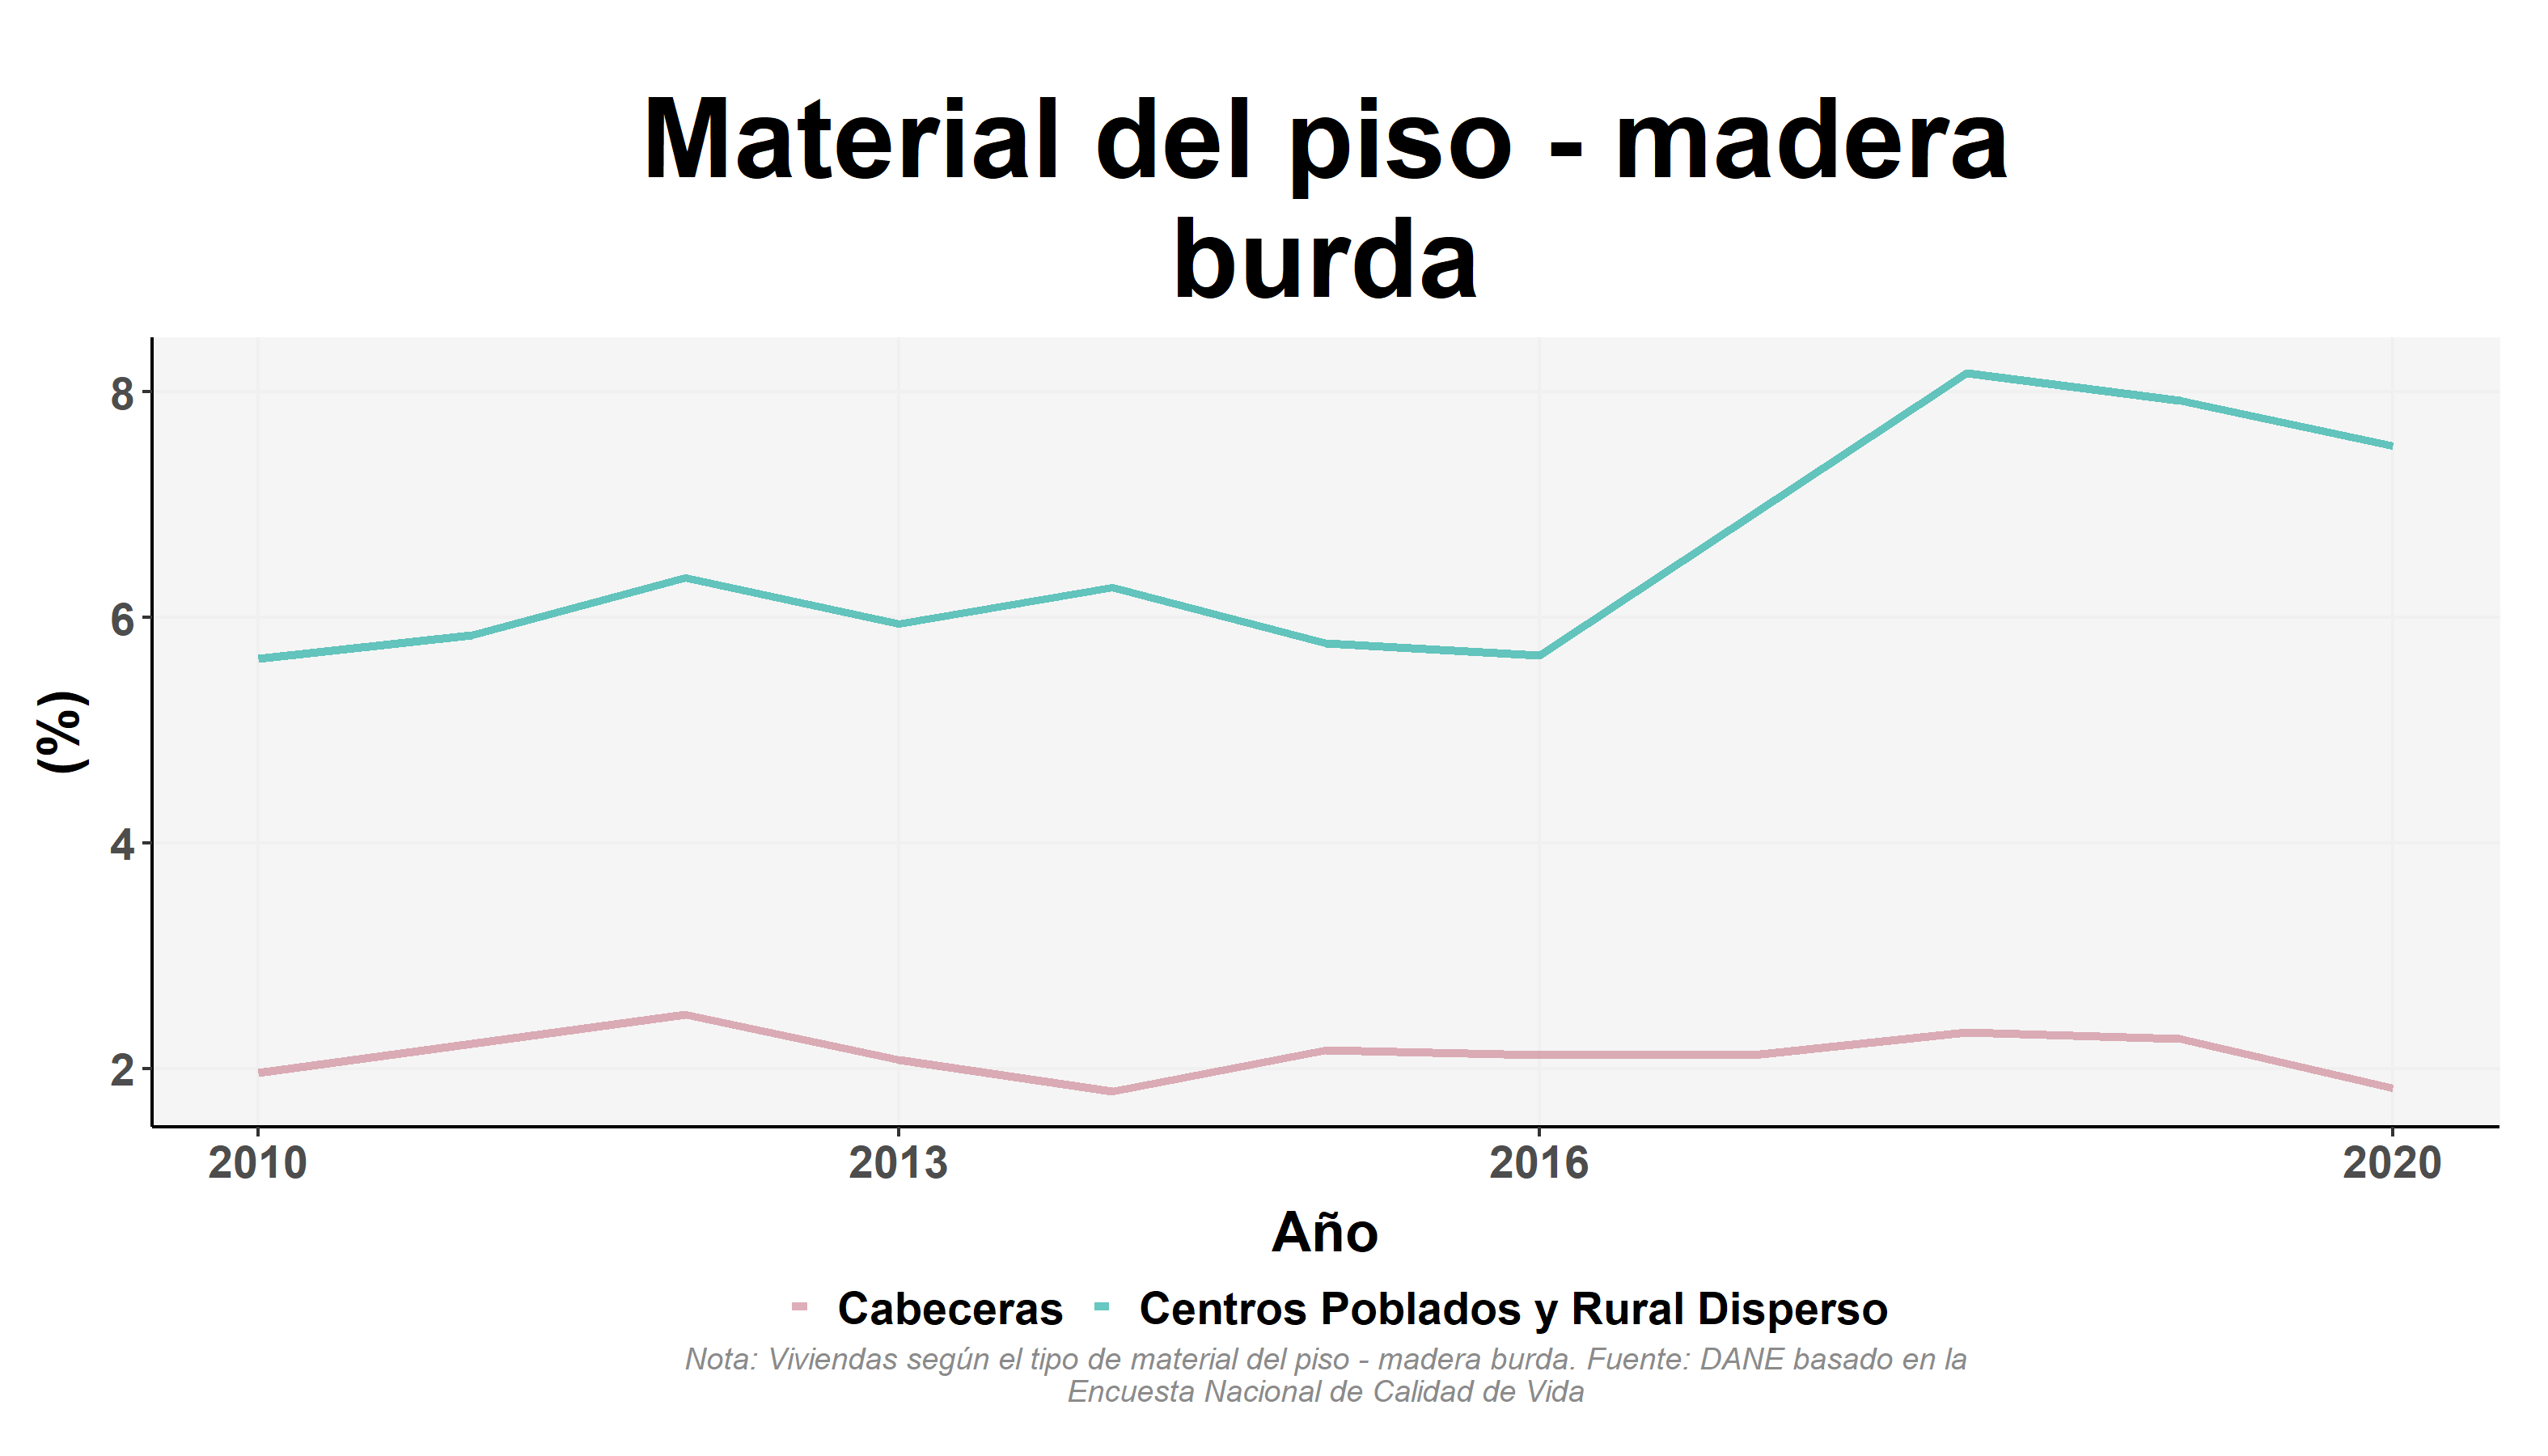 Material del piso - madera
burda
8
6
4
2
(%)
2010 2013 2016 2020
Año
Cabeceras Centros Poblados y Rural Disperso
Nota: Viviendas según el tipo de material del piso - madera burda. Fuente: DANE basado en la
Encuesta Nacional de Calidad de Vida